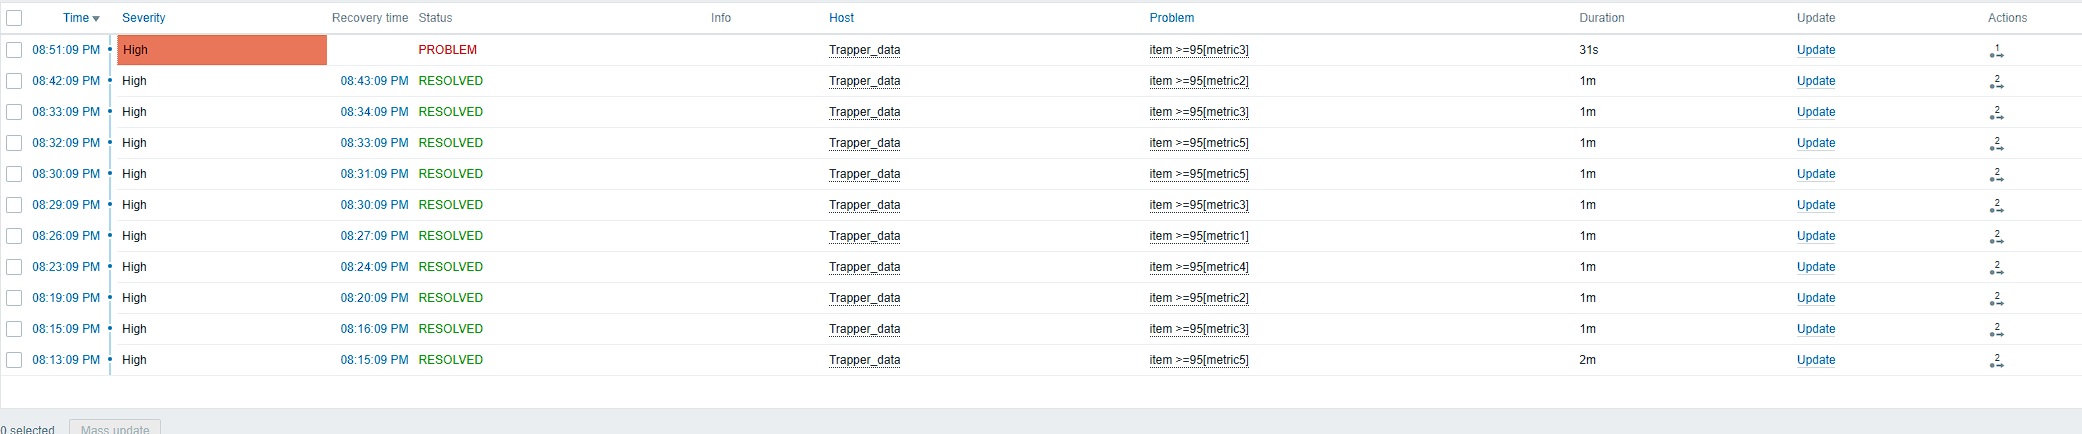 Time Severity Recovery time Status Info Host Problem Duration Update Actions
08:51:09 PM High PROBLEM Trapper_data item >=95[metric3] 31s Update 1
08:42:09 PM High 08:43:09 PM RESOLVED Trapper_data item >=95[metric2] 1m Update 2
08:33:09 PM High 08:34:09 PM RESOLVED Trapper_data item >=95[metric3] 1m Update 2
08:32:09 PM High 08:33:09 PM RESOLVED Trapper_data item >=95[metric5] 1m Update 2
08:30:09 PM High 08:31:09 PM RESOLVED Trapper_data item >=95[metric5] 1m Update 2
08:29:09 PM High 08:30:09 PM RESOLVED Trapper_data item >=95[metric3] 1m Update 2
08:26:09 PM High 08:27:09 PM RESOLVED Trapper_data item >=95[metric1] 1m Update 2
08:23:09 PM High 08:24:09 PM RESOLVED Trapper_data item >=95[metric4] 1m Update 2
08:19:09 PM High 08:20:09 PM RESOLVED Trapper_data item >=95[metric2] 1m Update 2
08:15:09 PM High 08:16:09 PM RESOLVED Trapper_data item >=95[metric3] 1m Update 2
08:13:09 PM High 08:15:09 PM RESOLVED Trapper_data item >=95[metric5] 2m Update 2
0 selected Mass update